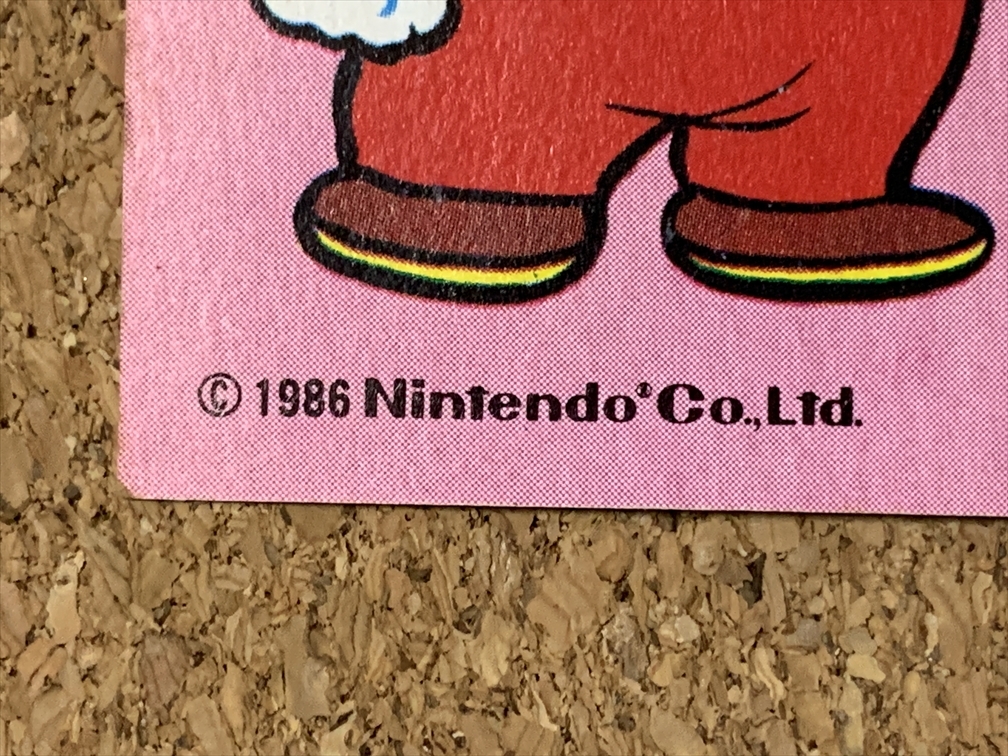 © 1986 Nintendo Co., Ltd.